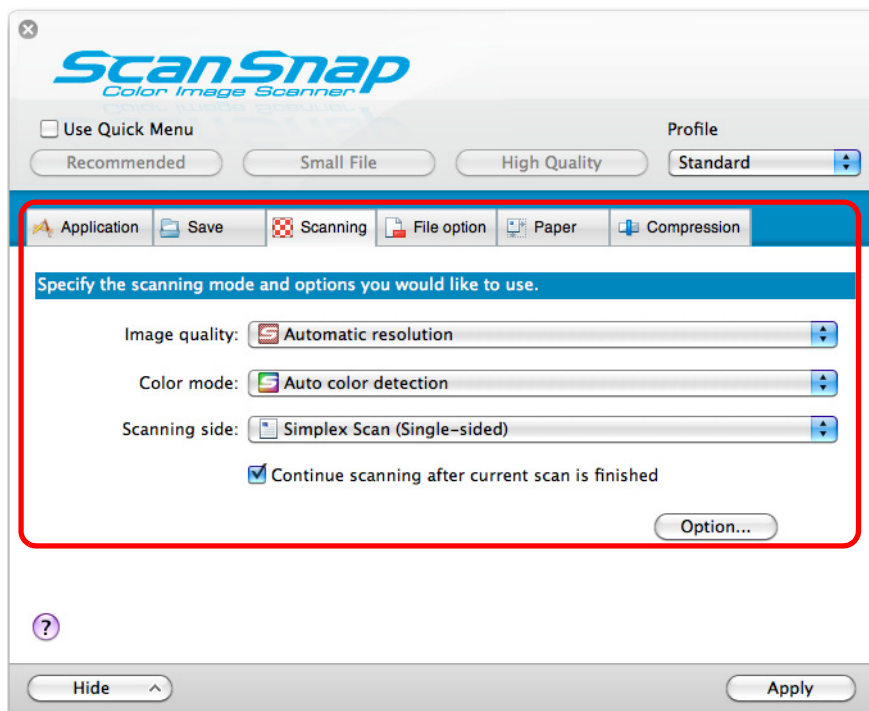 ScanSnap
Color Image Scanner
Use Quick Menu
Profile
Recommended Small File High Quality Standard
Application Save Scanning File option Paper Compression
Specify the scanning mode and options you would like to use.
Image quality: Automatic resolution
Color mode: Auto color detection
Scanning side: Simplex Scan (Single-sided)
Continue scanning after current scan is finished
Option...
?
Hide Apply